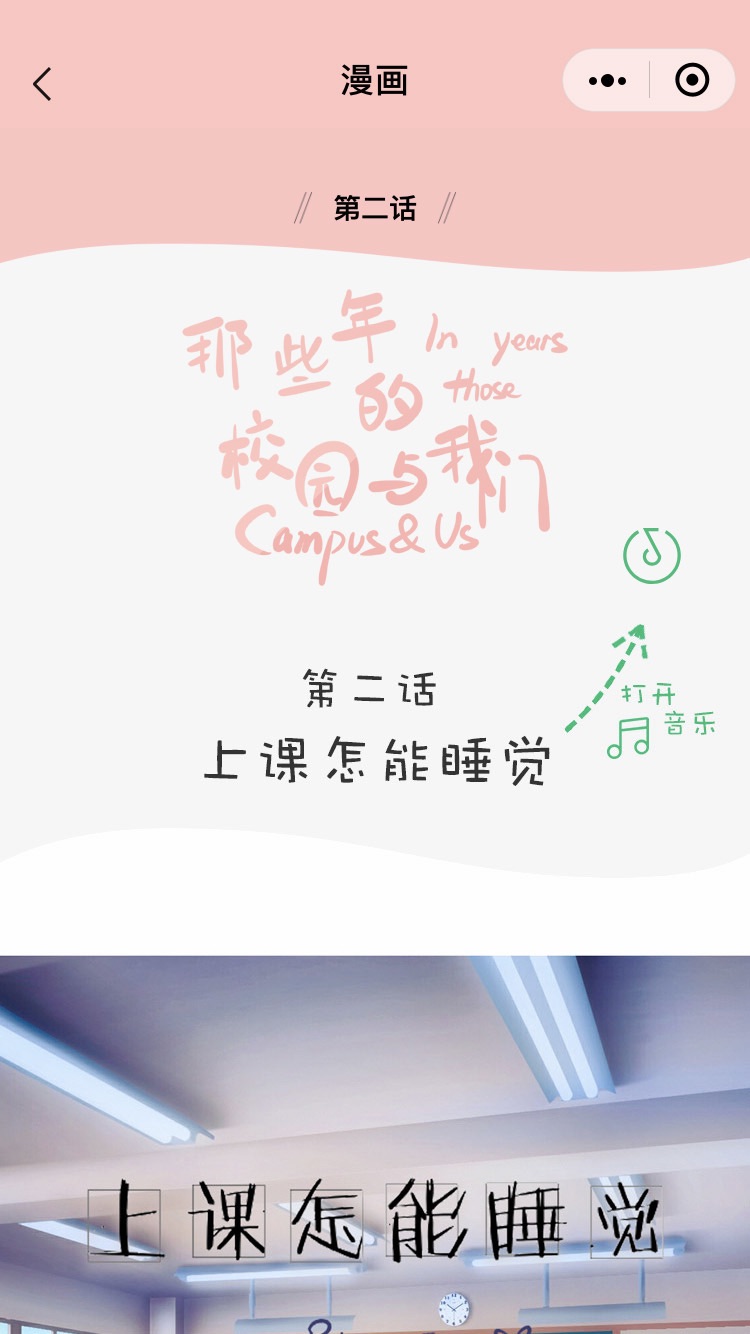 漫画
第二话
那些年 In years
的 those
校园与我们
Campus & Us
第二话
上课怎能睡觉
打开
音乐
上课怎能睡觉